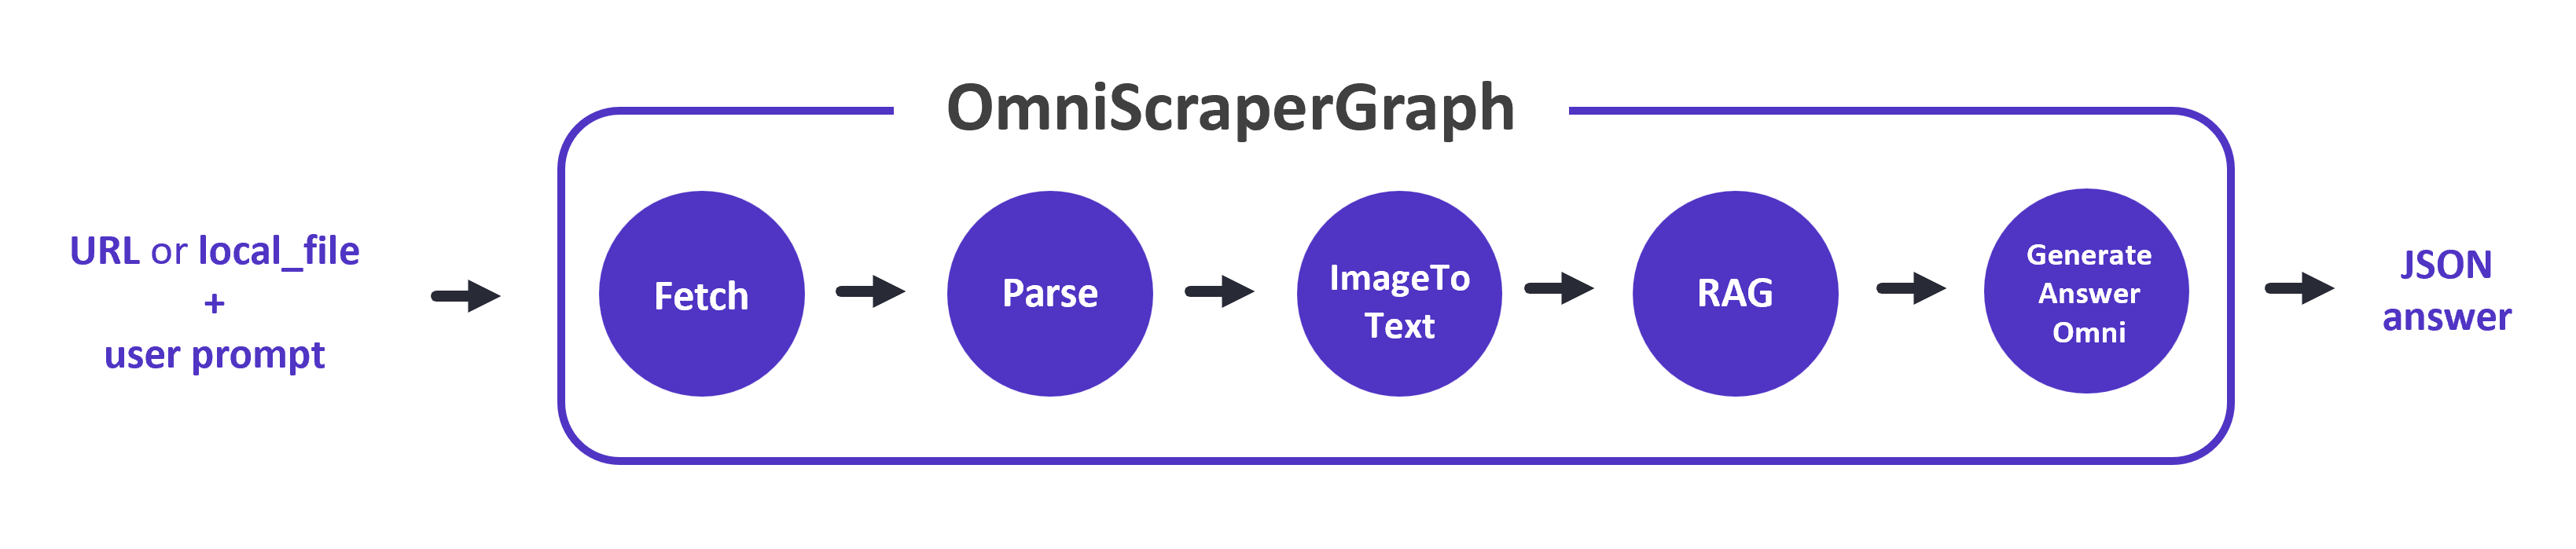 OmniScraperGraph
URL or local_file
+
user prompt
Fetch
Parse
ImageTo
Text
RAG
Generate
Answer
Omni
JSON
answer